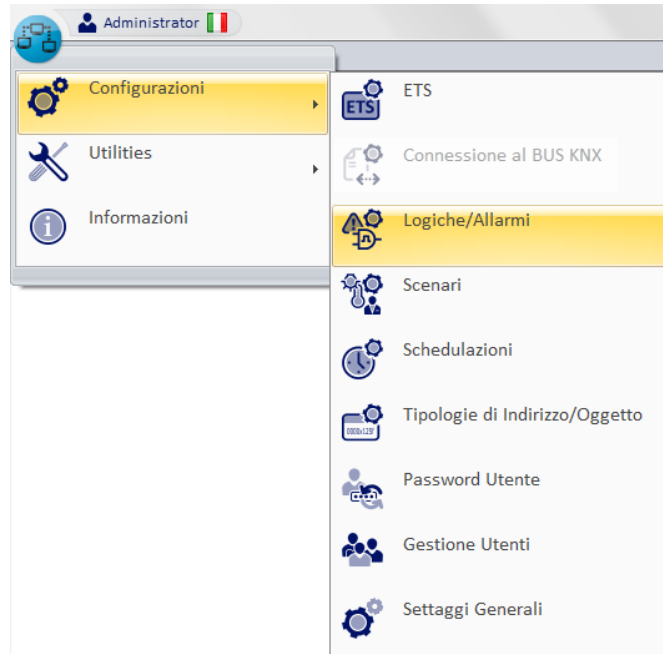 Administrator
Configurazioni
Utilities
Informazioni
ETS
ETS
Connessione al BUS KNX
Logiche/Allarmi
Scenari
Schedulazioni
Tipologie di Indirizzo/Oggetto
Password Utente
Gestione Utenti
Settaggi Generali